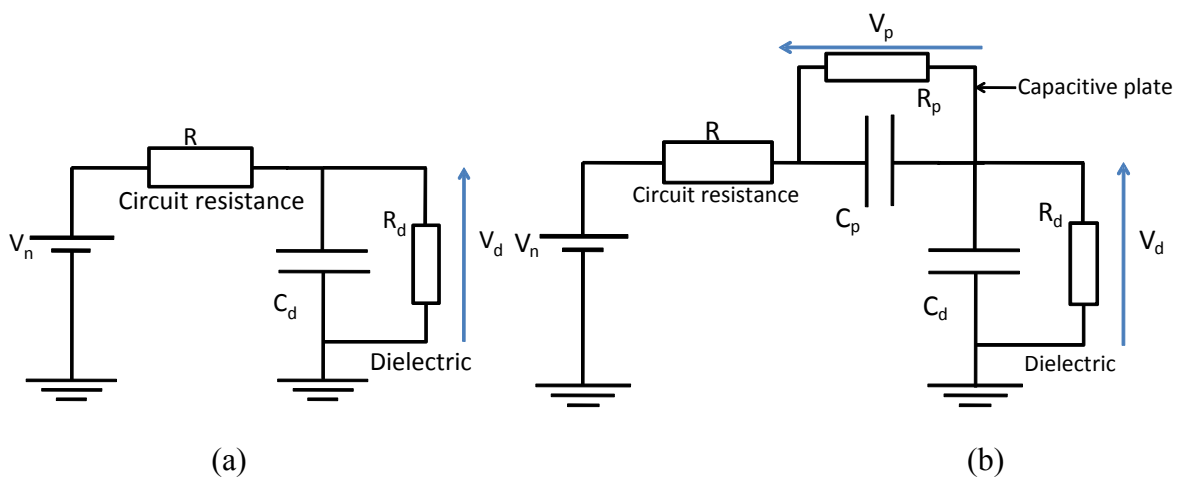 R
Circuit resistance
V_n
C_d
R_d
V_d
Dielectric
(a)
V_p
R_p
Capacitive plate
R
Circuit resistance
C_p
V_n
C_d
R_d
V_d
Dielectric
(b)